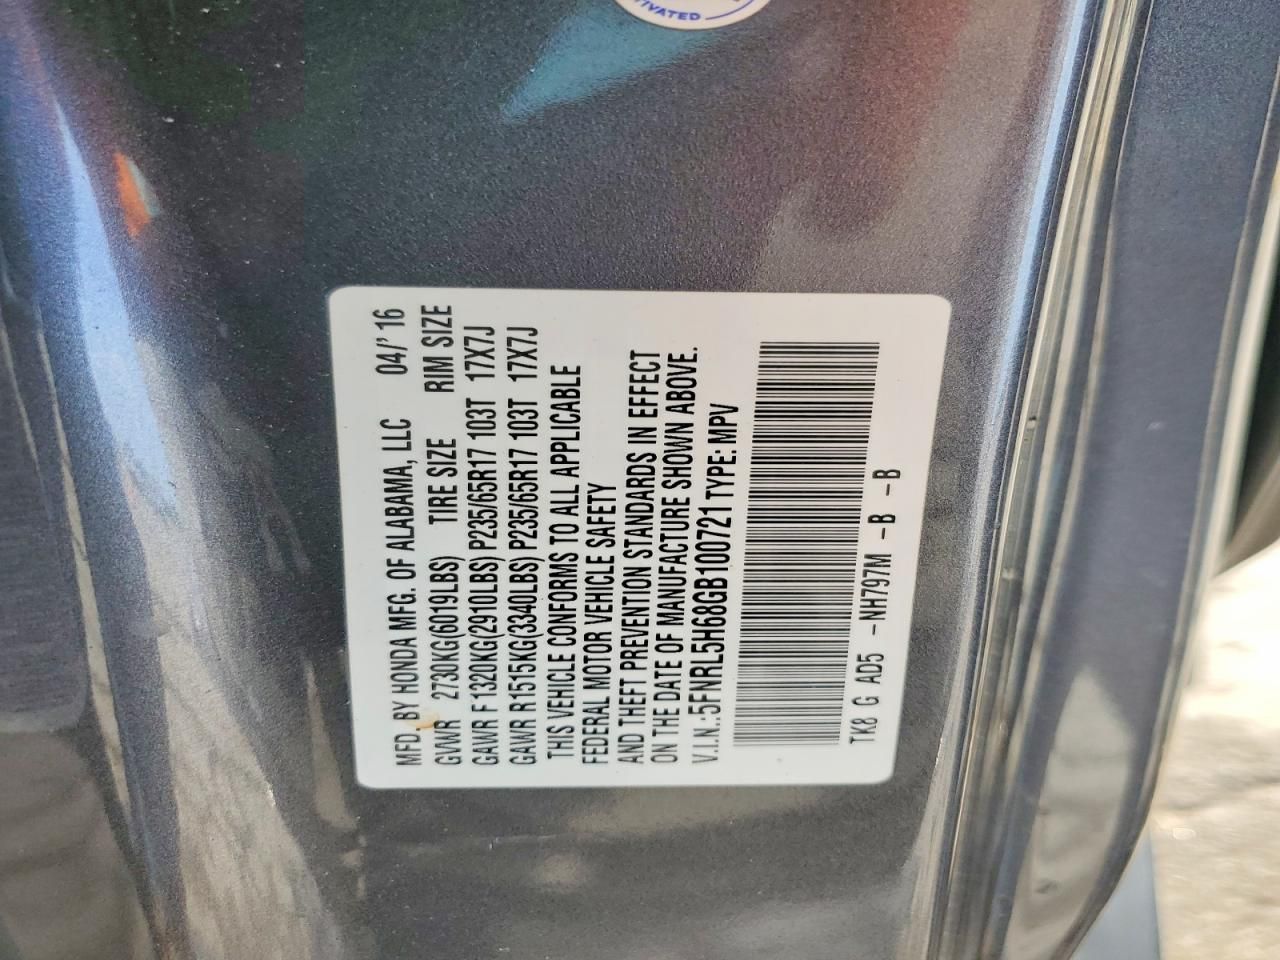 TIVATED
MFD. BY HONDA MFG. OF ALABAMA, LLC 04/' 16
GVWR 2730KG(6019LBS) TIRE SIZE RIM SIZE
GAWR F1320KG(2910LBS) P235/65R17 103T 17X7J
GAWR R1515KG(3340LBS) P235/65R17 103T 17X7J
THIS VEHICLE CONFORMS TO ALL APPLICABLE
FEDERAL MOTOR VEHICLE SAFETY
AND THEFT PREVENTION STANDARDS IN EFFECT
ON THE DATE OF MANUFACTURE SHOWN ABOVE.
V.I.N.:5FNRL5H68GB100721 TYPE: MPV
TK8 G AD5 -NH797M -B -B